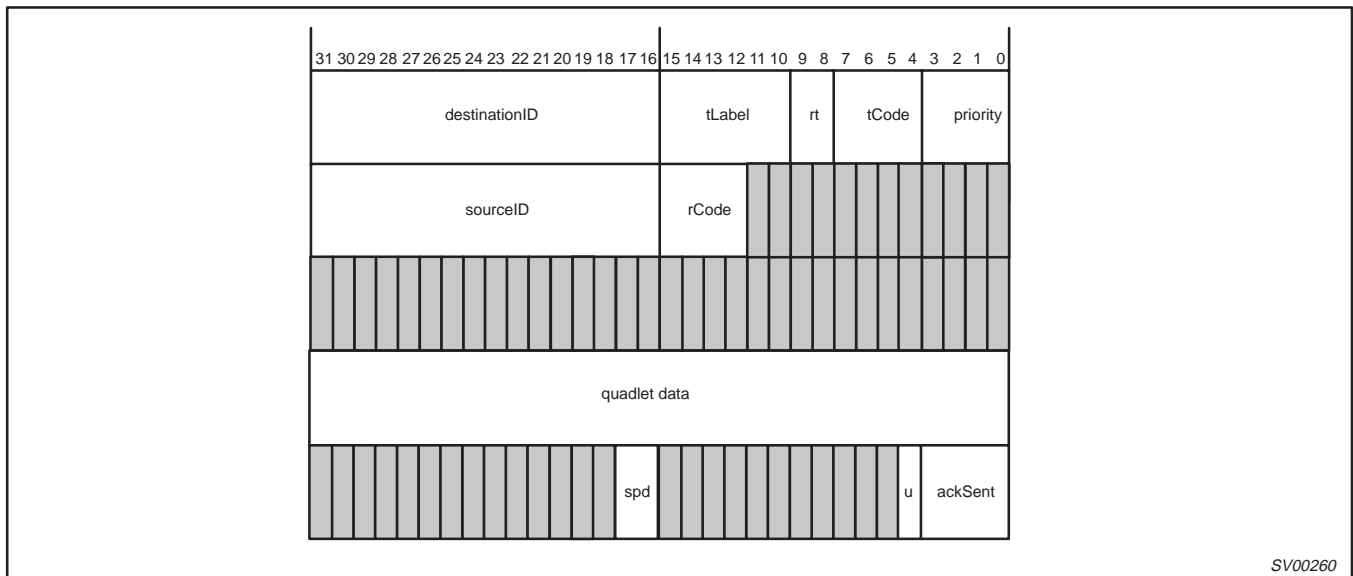 31 30 29 28 27 26 25 24 23 22 21 20 19 18 17 16 15 14 13 12 11 10 9 8 7 6 5 4 3 2 1 0
destinationID tLabel rt tCode priority
sourceID rCode
quadlet data
spd u ackSent
SV00260